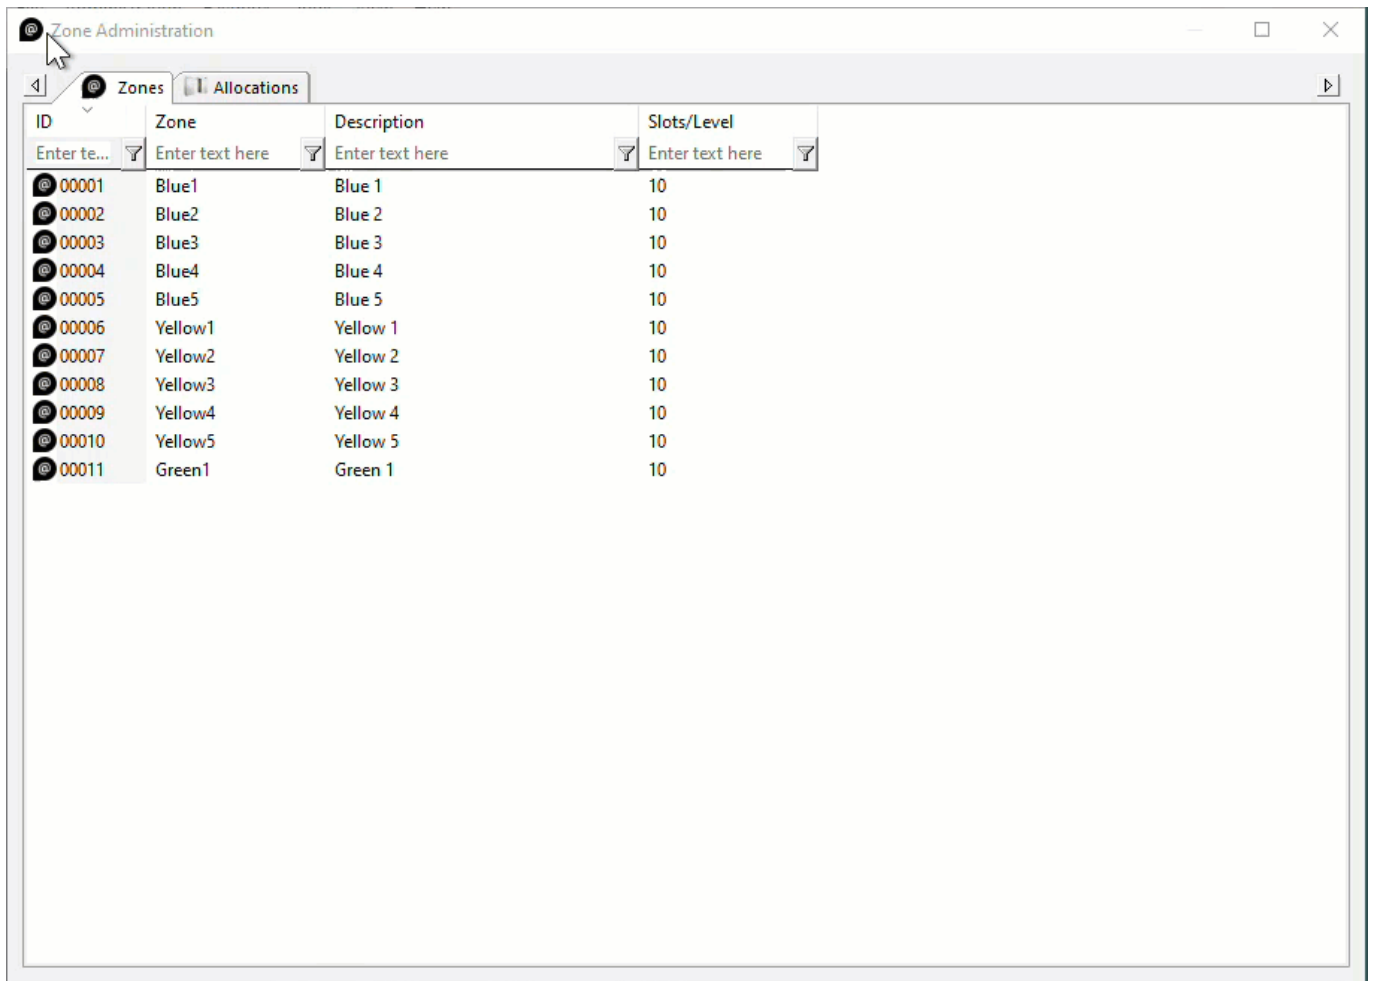 Zone Administration
Zones Allocations
ID Zone Description Slots/Level
Enter te... Enter text here Enter text here Enter text here
00001 Blue1 Blue 1 10
00002 Blue2 Blue 2 10
00003 Blue3 Blue 3 10
00004 Blue4 Blue 4 10
00005 Blue5 Blue 5 10
00006 Yellow1 Yellow 1 10
00007 Yellow2 Yellow 2 10
00008 Yellow3 Yellow 3 10
00009 Yellow4 Yellow 4 10
00010 Yellow5 Yellow 5 10
00011 Green1 Green 1 10